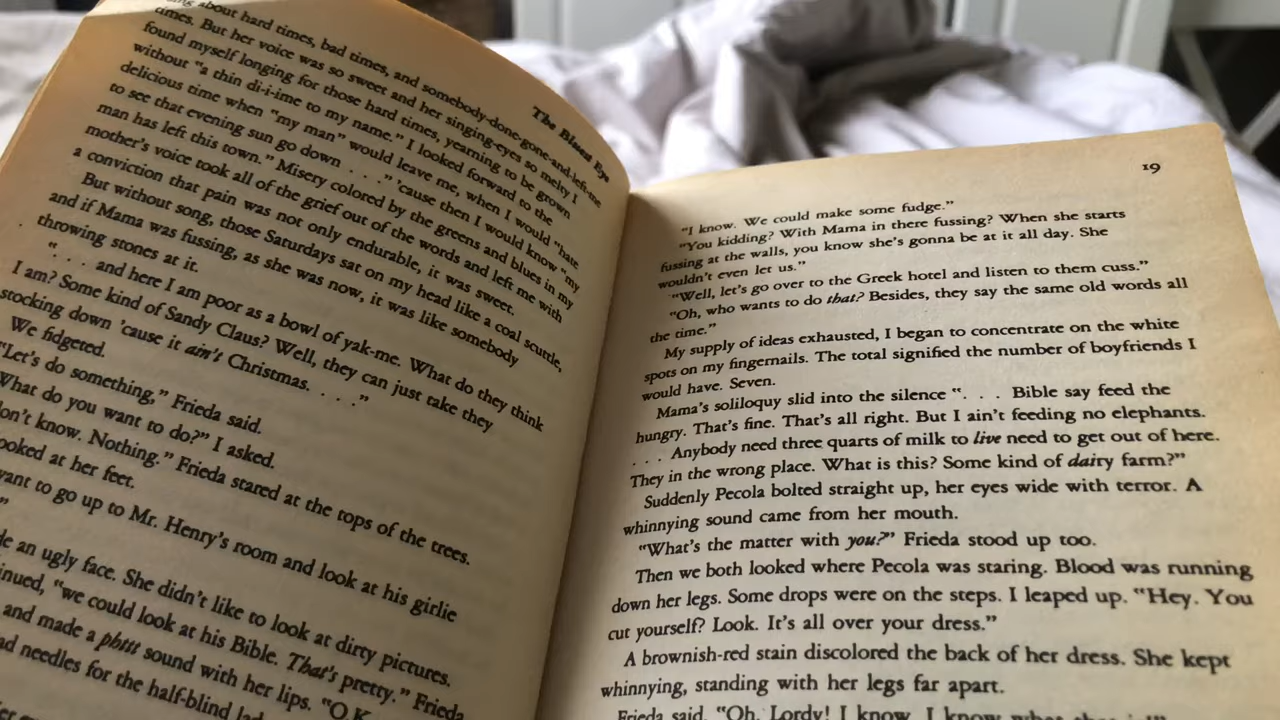 about hard times, bad times, and somebody-done-gone-and-left-me
times. But her voice was so sweet and her singing-eyes so melty I
found myself longing for those hard times, yearning to be grown
without "a thin di-i-ime to my name." I looked forward to the
delicious time when "my man" would leave me, when I would "hate
to see that evening sun go down . . ." 'cause then I would know "my
man has left this town." Misery colored by the greens and blues in my
mother's voice took all of the grief out of the words and left me with
a conviction that pain was not only endurable, it was sweet.
But without song, those Saturdays sat on my head like a coal scuttle,
and if Mama was fussing, as she was now, it was like somebody
throwing stones at it.
". . . and here I am poor as a bowl of yak-me. What do they think
I am? Some kind of Sandy Claus? Well, they can just take they
stocking down 'cause it ain't Christmas. . . ."
We fidgeted.
"Let's do something," Frieda said.
What do you want to do?" I asked.
don't know. Nothing." Frieda stared at the tops of the trees.
looked at her feet.
want to go up to Mr. Henry's room and look at his girlie
"
an ugly face. She didn't like to look at dirty pictures.
"we could look at his Bible. That's pretty." Frieda
and made a phttt sound with her lips. "O.K.
needles for the half-blind
The Bluest Eye
19
"I know. We could make some fudge."
"You kidding? With Mama in there fussing? When she starts
fussing at the walls, you know she's gonna be at it all day. She
wouldn't even let us."
"Well, let's go over to the Greek hotel and listen to them cuss."
"Oh, who wants to do that? Besides, they say the same old words all
the time."
My supply of ideas exhausted, I began to concentrate on the white
spots on my fingernails. The total signified the number of boyfriends I
would have. Seven.
Mama's soliloquy slid into the silence ". . . Bible say feed the
hungry. That's fine. That's all right. But I ain't feeding no elephants.
. . . Anybody need three quarts of milk to live need to get out of here.
They in the wrong place. What is this? Some kind of dairy farm?"
Suddenly Pecola bolted straight up, her eyes wide with terror. A
whinnying sound came from her mouth.
"What's the matter with you?" Frieda stood up too.
Then we both looked where Pecola was staring. Blood was running
down her legs. Some drops were on the steps. I leaped up. "Hey. You
cut yourself? Look. It's all over your dress."
A brownish-red stain discolored the back of her dress. She kept
whinnying, standing with her legs far apart.
Frieda said, "Oh, Lordy! I know. I know what